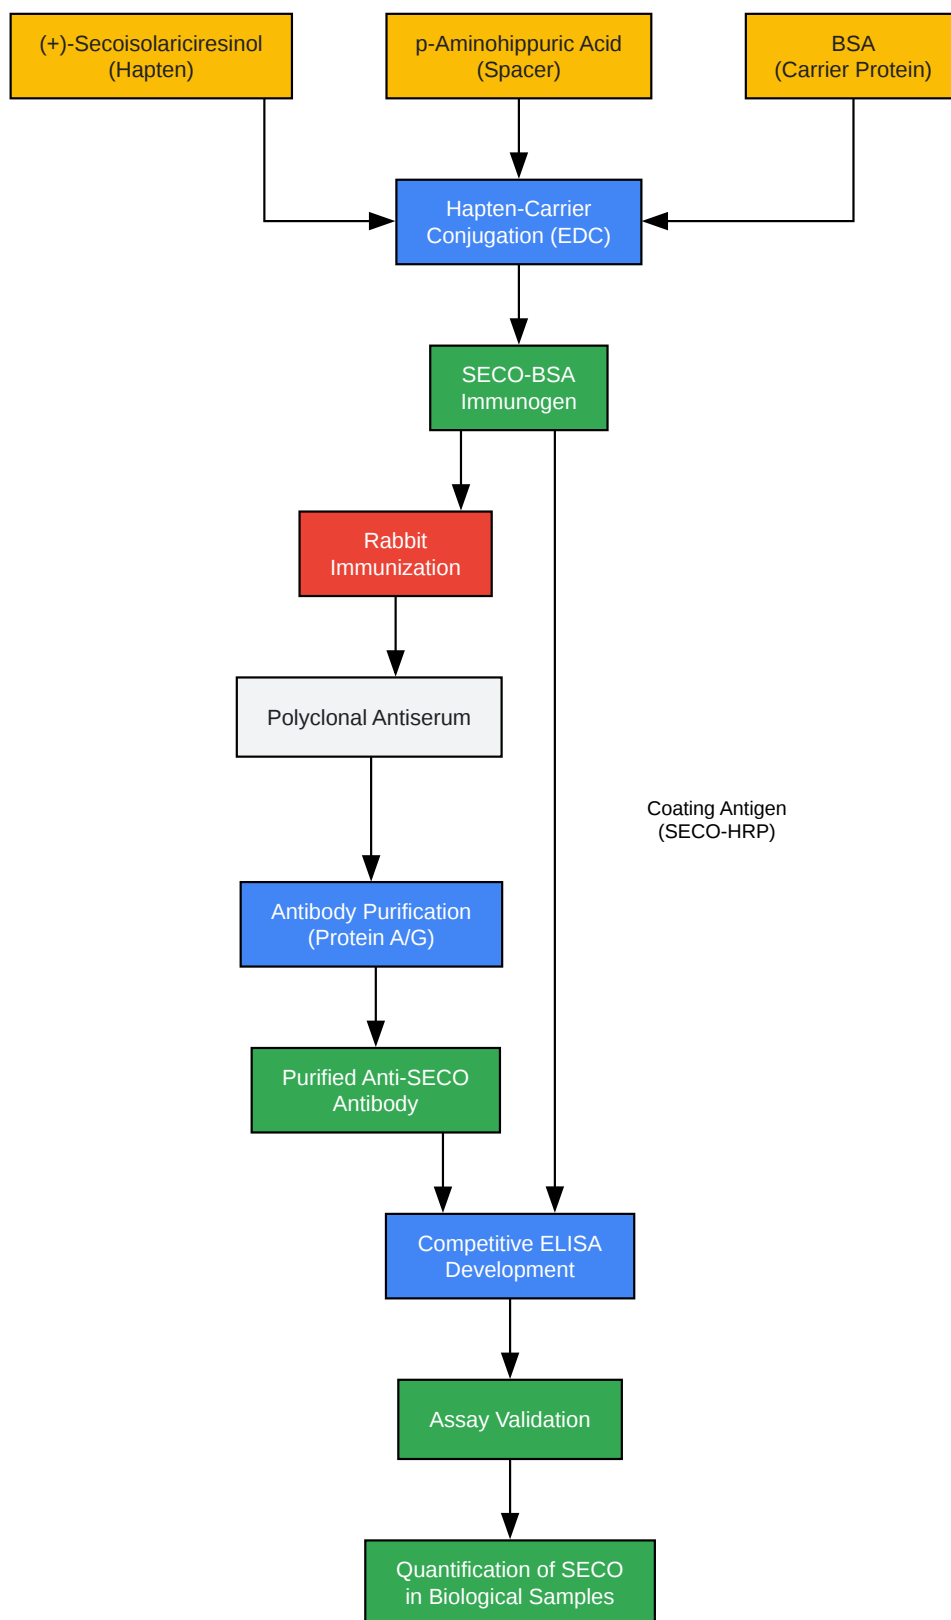 (+)-Secoisolariciresinol
(Hapten)
p-Aminohippuric Acid
(Spacer)
BSA
(Carrier Protein)
Hapten-Carrier
Conjugation (EDC)
SECO-BSA
Immunogen
Rabbit
Immunization
Polyclonal Antiserum
Coating Antigen
(SECO-HRP)
Antibody Purification
(Protein A/G)
Purified Anti-SECO
Antibody
Competitive ELISA
Development
Assay Validation
Quantification of SECO
in Biological Samples